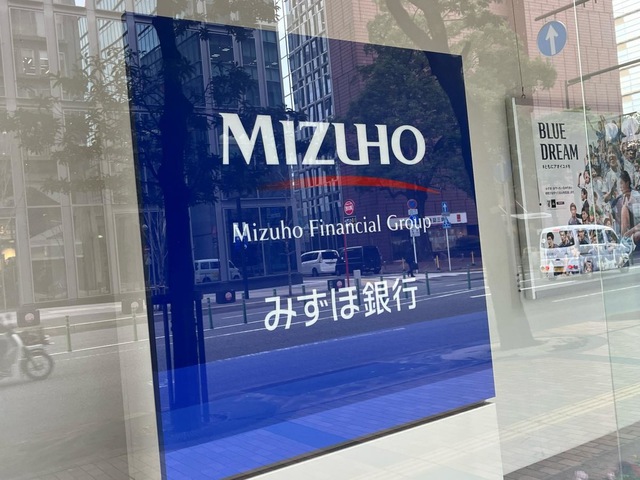 MIZUHO
Mizuho Financial Group
みずほ銀行
BLUE
DREAM